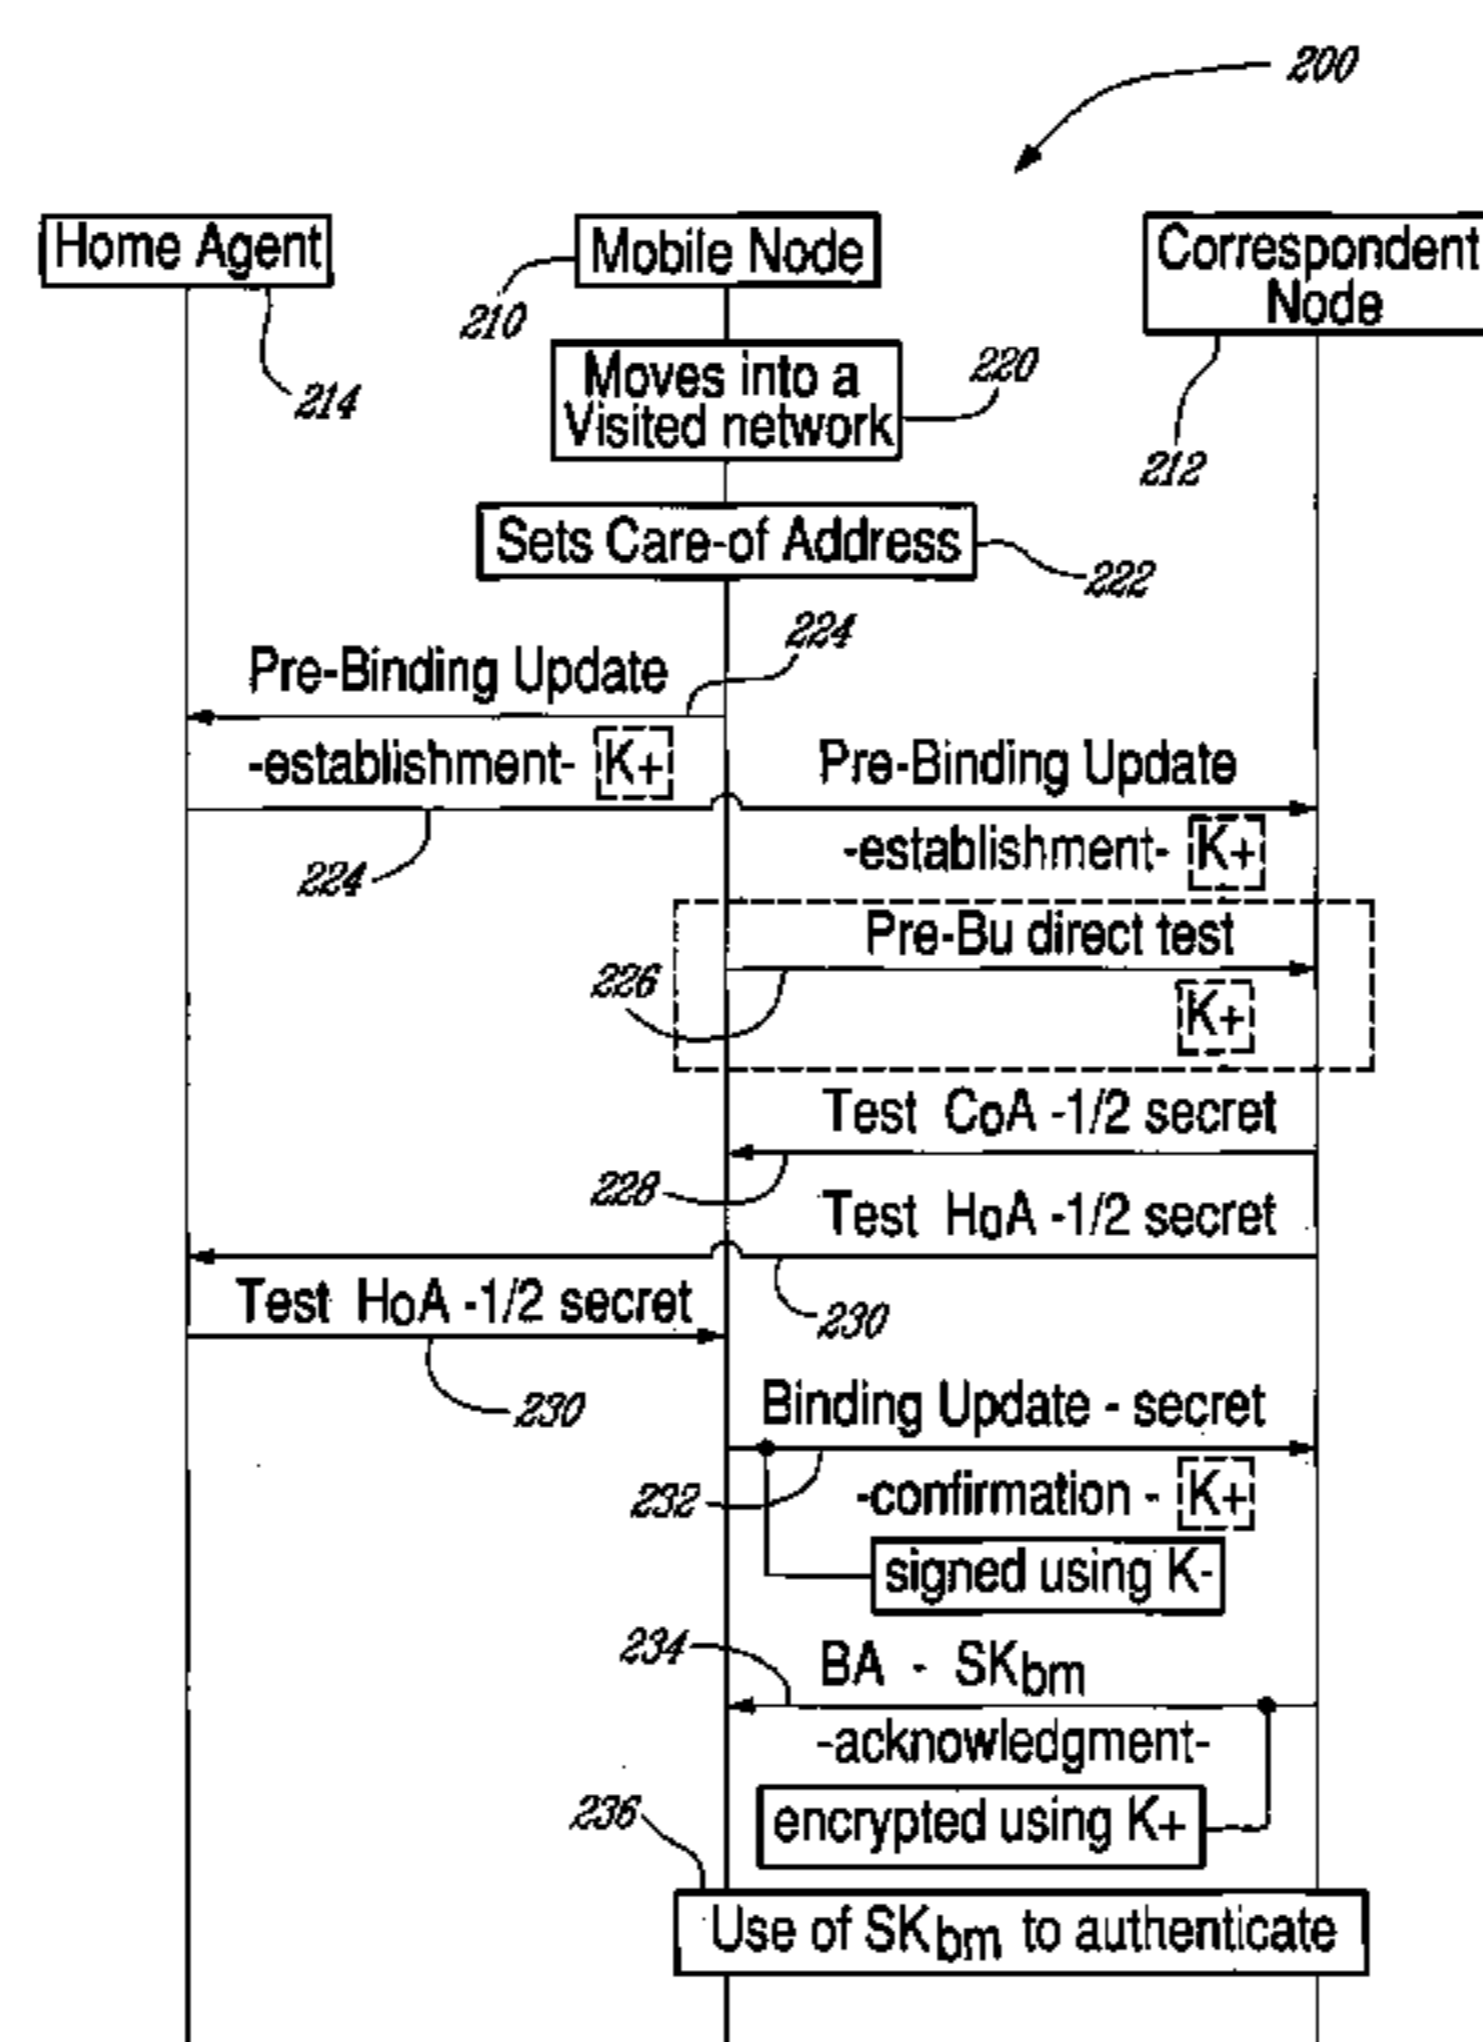 200
Home Agent
Mobile Node
Correspondent
Node
210
214
212
Moves into a
Visited network
220
Sets Care-of Address
222
224
Pre-Binding Update
-establishment- K+
Pre-Binding Update
224
-establishment- K+
Pre-Bu direct test
226
K+
Test CoA -1/2 secret
228
Test HoA -1/2 secret
230
Test HoA -1/2 secret
230
Binding Update - secret
232
-confirmation - K+
signed using K-
234
BA - SKbm
-acknowledgment-
encrypted using K+
236
Use of SKbm to authenticate